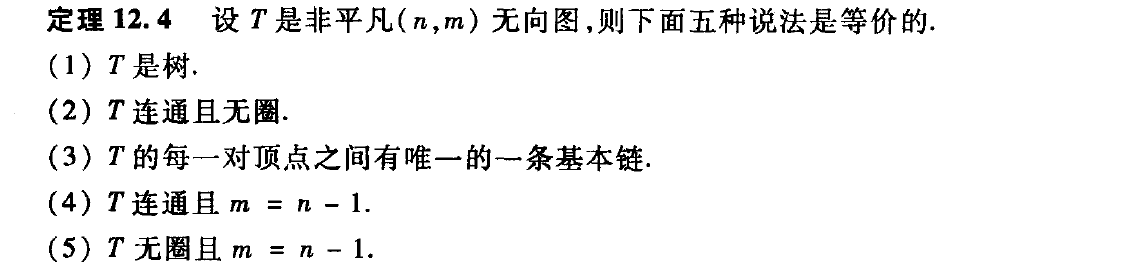 定理 12.4 设 T 是非平凡(n,m) 无向图,则下面五种说法是等价的.
(1) T 是树.
(2) T 连通且无圈.
(3) T 的每一对顶点之间有唯一的一条基本链.
(4) T 连通且 m = n - 1.
(5) T 无圈且 m = n - 1.